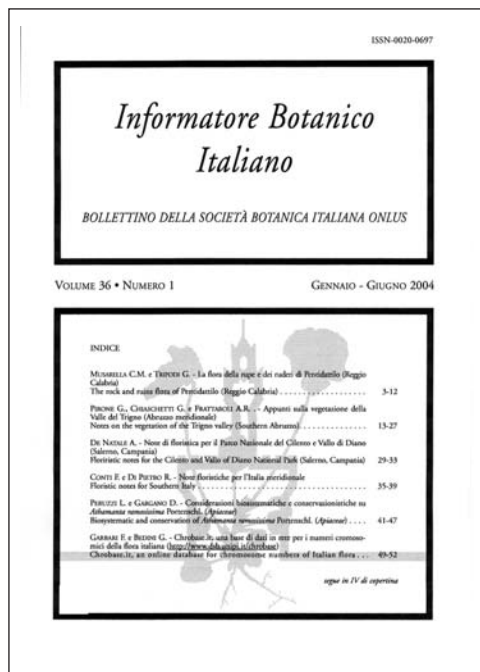 ISSN-0020-0697
Informatore Botanico
Italiano
BOLLETTINO DELLA SOCIETÀ BOTANICA ITALIANA ONLUS
VOLUME 36 • NUMERO 1 GENNAIO - GIUGNO 2004
INDICE
MUSARELLA C.M. e TRIPODI G. - La flora della rupe e dei ruderi di Pentidattilo (Reggio
Calabria)
The rock and ruins flora of Pentidattilo (Reggio Calabria) . . . . . . . . . . . . . . . . . 3-12
PIRONE G., CIASCHETTI G. e FRATTAROLI A.R. . - Appunti sulla vegetazione della
Valle del Trigno (Abruzzo meridionale)
Notes on the vegetation of the Trigno valley (Southern Abruzzo) . . . . . . . . . . . . 13-27
DE NATALE A. - Note di floristica per il Parco Nazionale del Cilento e Vallo di Diano
(Salerno, Campania)
Floriristic notes for the Cilento and Vallo of Diano National Park (Salerno, Campania) 29-33
CONTI F. e DI PIETRO R. - Note floristiche per l'Italia meridionale
Floristic notes for Southern Italy . . . . . . . . . . . . . . . . . . . . . . . . . . . . 35-39
PERUZZI L. e GARGANO D. - Considerazioni biosistematiche e conservazionistiche su
Athamanta ramosissima Portenschl. (Apiaceae)
Biosystematic and conservation of Athamanta ramosissima Portenschl. (Apiaceae) . . . . 41-47
GARBARI F. e BEDINI G. - Chrobase.it, una base di dati in rete per i numeri cromoso-
mici della flora italiana (http://www.dsb.unipi.it/chrobase)
Chrobase.it, an online database for chromosome numbers of Italian flora . . . 49-52
segue in IV di copertina